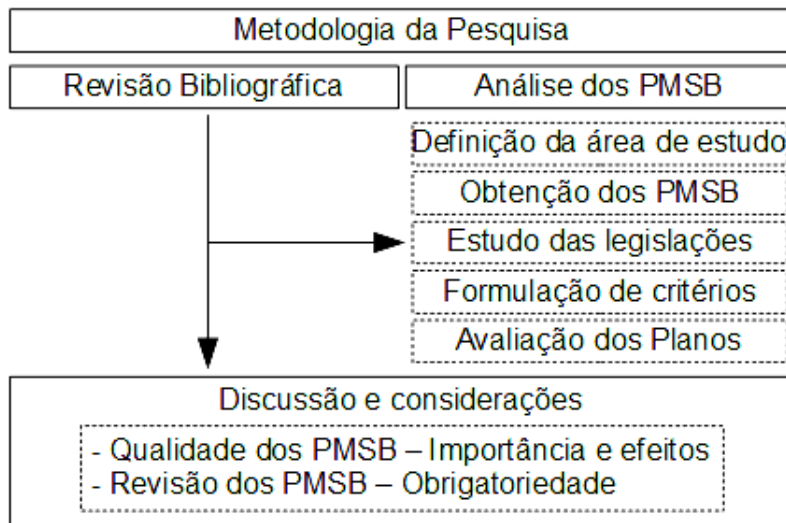 Metodologia da Pesquisa
Revisão Bibliográfica
Análise dos PMSB
Definição da área de estudo
Obtenção dos PMSB
Estudo das legislações
Formulação de critérios
Avaliação dos Planos
Discussão e considerações
- Qualidade dos PMSB – Importância e efeitos
- Revisão dos PMSB – Obrigatoriedade